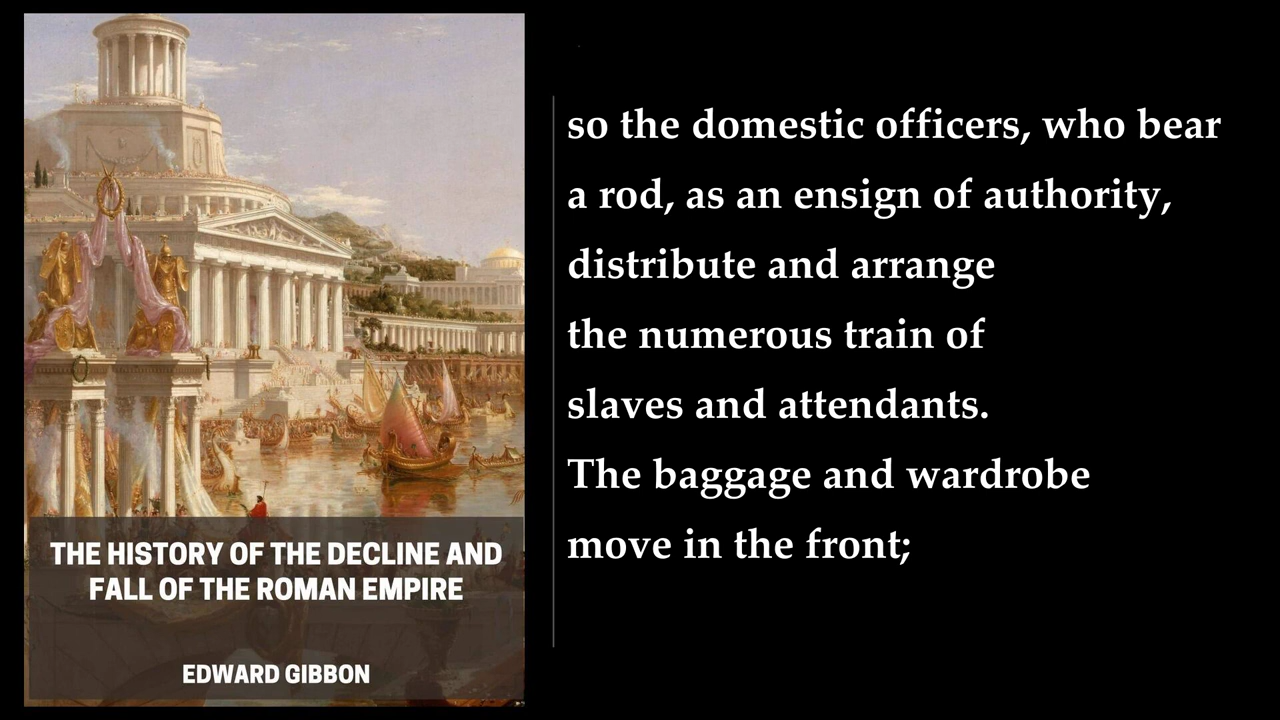 THE HISTORY OF THE DECLINE AND
FALL OF THE ROMAN EMPIRE
EDWARD GIBBON
so the domestic officers, who bear
a rod, as an ensign of authority,
distribute and arrange
the numerous train of
slaves and attendants.
The baggage and wardrobe
move in the front;